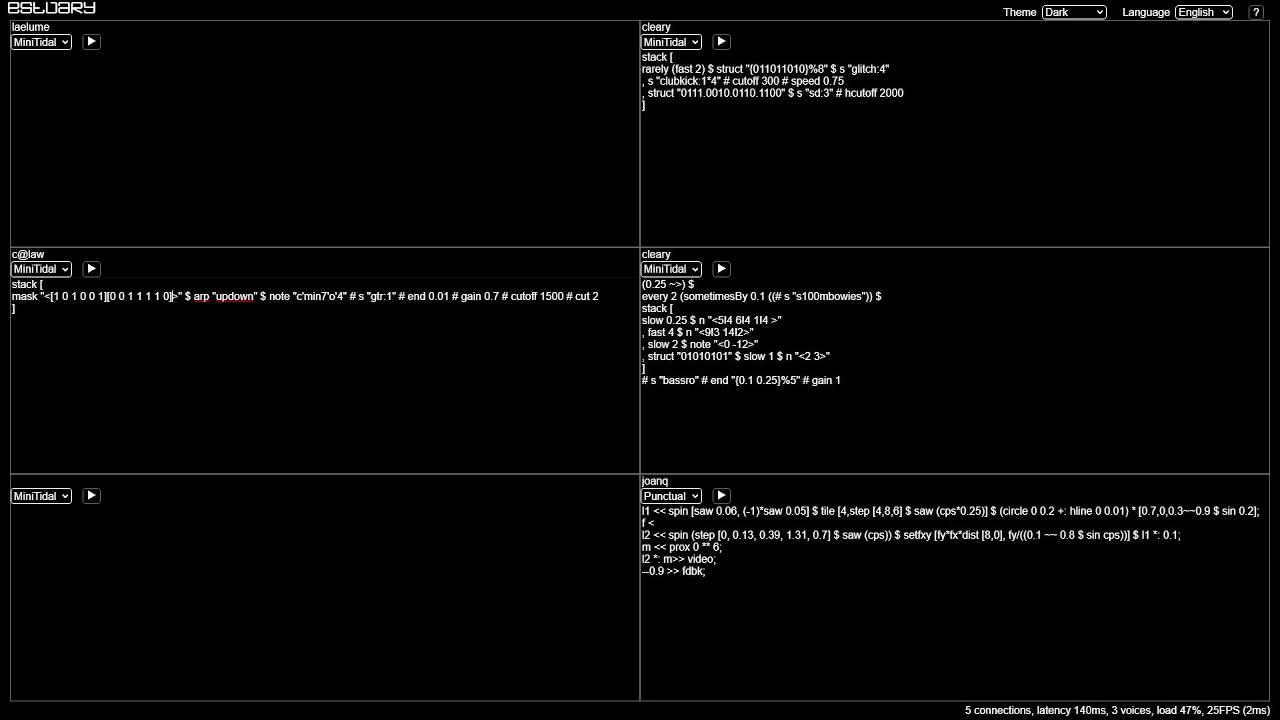 estuary
Theme Dark Language English ?
laelume
MiniTidal
cleary
MiniTidal
stack [
rarely (fast 2) $ struct "{011011010}%8" $ s "glitch:4"
, s "clubkick:1*4" # cutoff 300 # speed 0.75
, struct "0111.0010.0110.1100" $ s "sd:3" # hcutoff 2000
]
c@law
MiniTidal
stack [
mask "<[1 0 1 0 0 1][0 0 1 1 1 1 0]>" $ arp "updown" $ note "c'min7'o'4" # s "gtr:1" # end 0.01 # gain 0.7 # cutoff 1500 # cut 2
]
cleary
MiniTidal
(0.25 ~>) $
every 2 (sometimesBy 0.1 ((# s "s100mbowies")) $
stack [
slow 0.25 $ n "<5!4 6!4 1!4 >"
, fast 4 $ n "<9!3 14!2>"
, slow 2 $ note "<0 -12>"
, struct "01010101" $ slow 1 $ n "<2 3>"
]
# s "bassro" # end "{0.1 0.25}%5" # gain 1
MiniTidal
joanq
Punctual
l1 << spin [saw 0.06, (-1)*saw 0.05] $ tile [4,step [4,8,6] $ saw (cps*0.25)] $ (circle 0 0.2 +: hline 0 0.01) * [0.7,0,0.3~~0.9 $ sin 0.2];
f <
l2 << spin (step [0, 0.13, 0.39, 1.31, 0.7] $ saw (cps)) $ setfxy [fy*fx*dist [8,0], fy/((0.1 ~~ 0.8 $ sin cps))] $ l1 *: 0.1;
m << prox 0 ** 6;
l2 *: m>> video;
--0.9 >> fdbk;
5 connections, latency 140ms, 3 voices, load 47%, 25FPS (2ms)